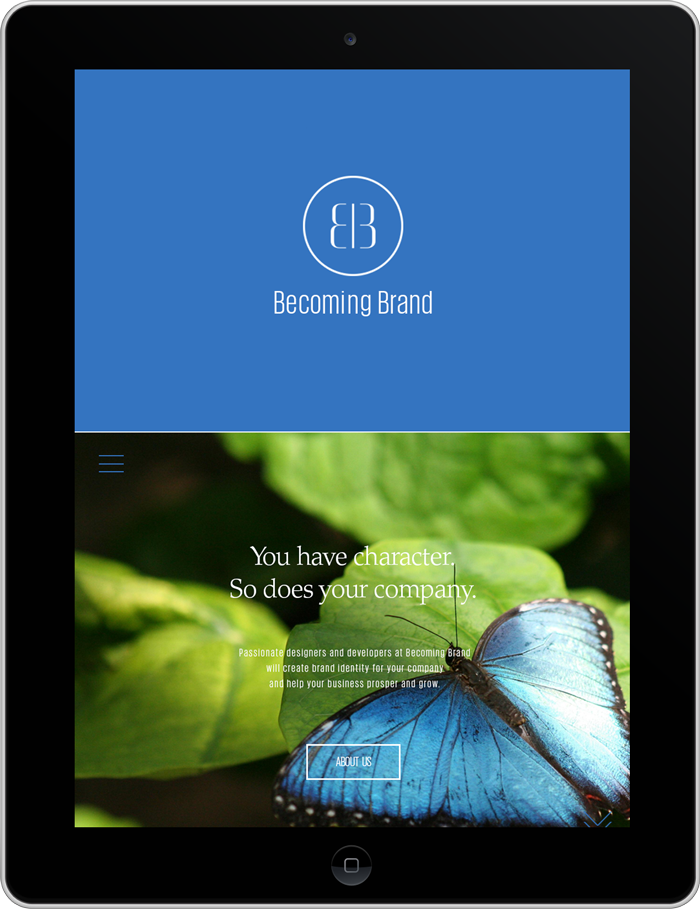 BB
Becoming Brand
You have character.
So does your company.
Passionate designers and developers at Becoming Brand
will create brand identity for your company
and help your business prosper and grow.
ABOUT US